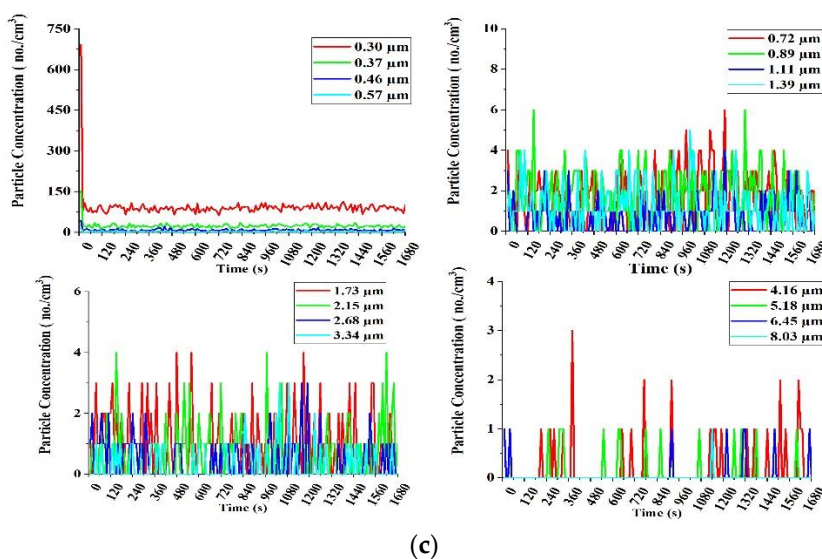 750
600
450
300
150
0
Particle Concentration ( no./cm³)
0.30 µm
0.37 µm
0.46 µm
0.57 µm
0 120 240 360 480 600 720 840 960 1080 1200 1320 1440 1560 1680
Time (s)
10
8
6
4
2
0
Particle Concentration ( no./cm³)
0.72 µm
0.89 µm
1.11 µm
1.39 µm
0 120 240 360 480 600 720 840 960 1080 1200 1320 1440 1560 1680
Time (s)
6
4
2
0
Particle Concentration ( no./cm³)
1.73 µm
2.15 µm
2.68 µm
3.34 µm
0 120 240 360 480 600 720 840 960 1080 1200 1320 1440 1560 1680
Time (s)
4
3
2
1
0
Particle Concentration ( no./cm³)
4.16 µm
5.18 µm
6.45 µm
8.03 µm
0 120 240 360 480 600 720 840 960 1080 1200 1320 1440 1560 1680
Time (s)
(c)